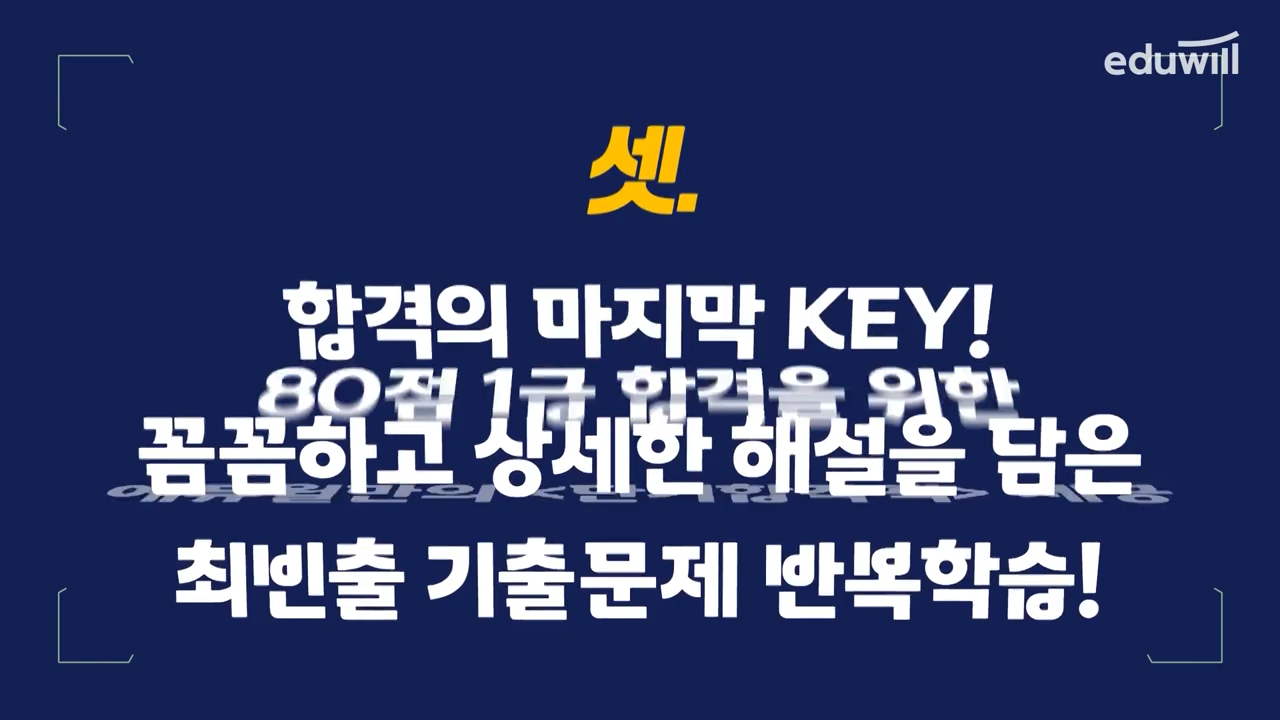 eduwill
셋.
합격의 마지막 KEY!
80점 1급 합격을 위한
꼼꼼하고 상세한 해설을 담은
최빈출 기출문제 반복학습!